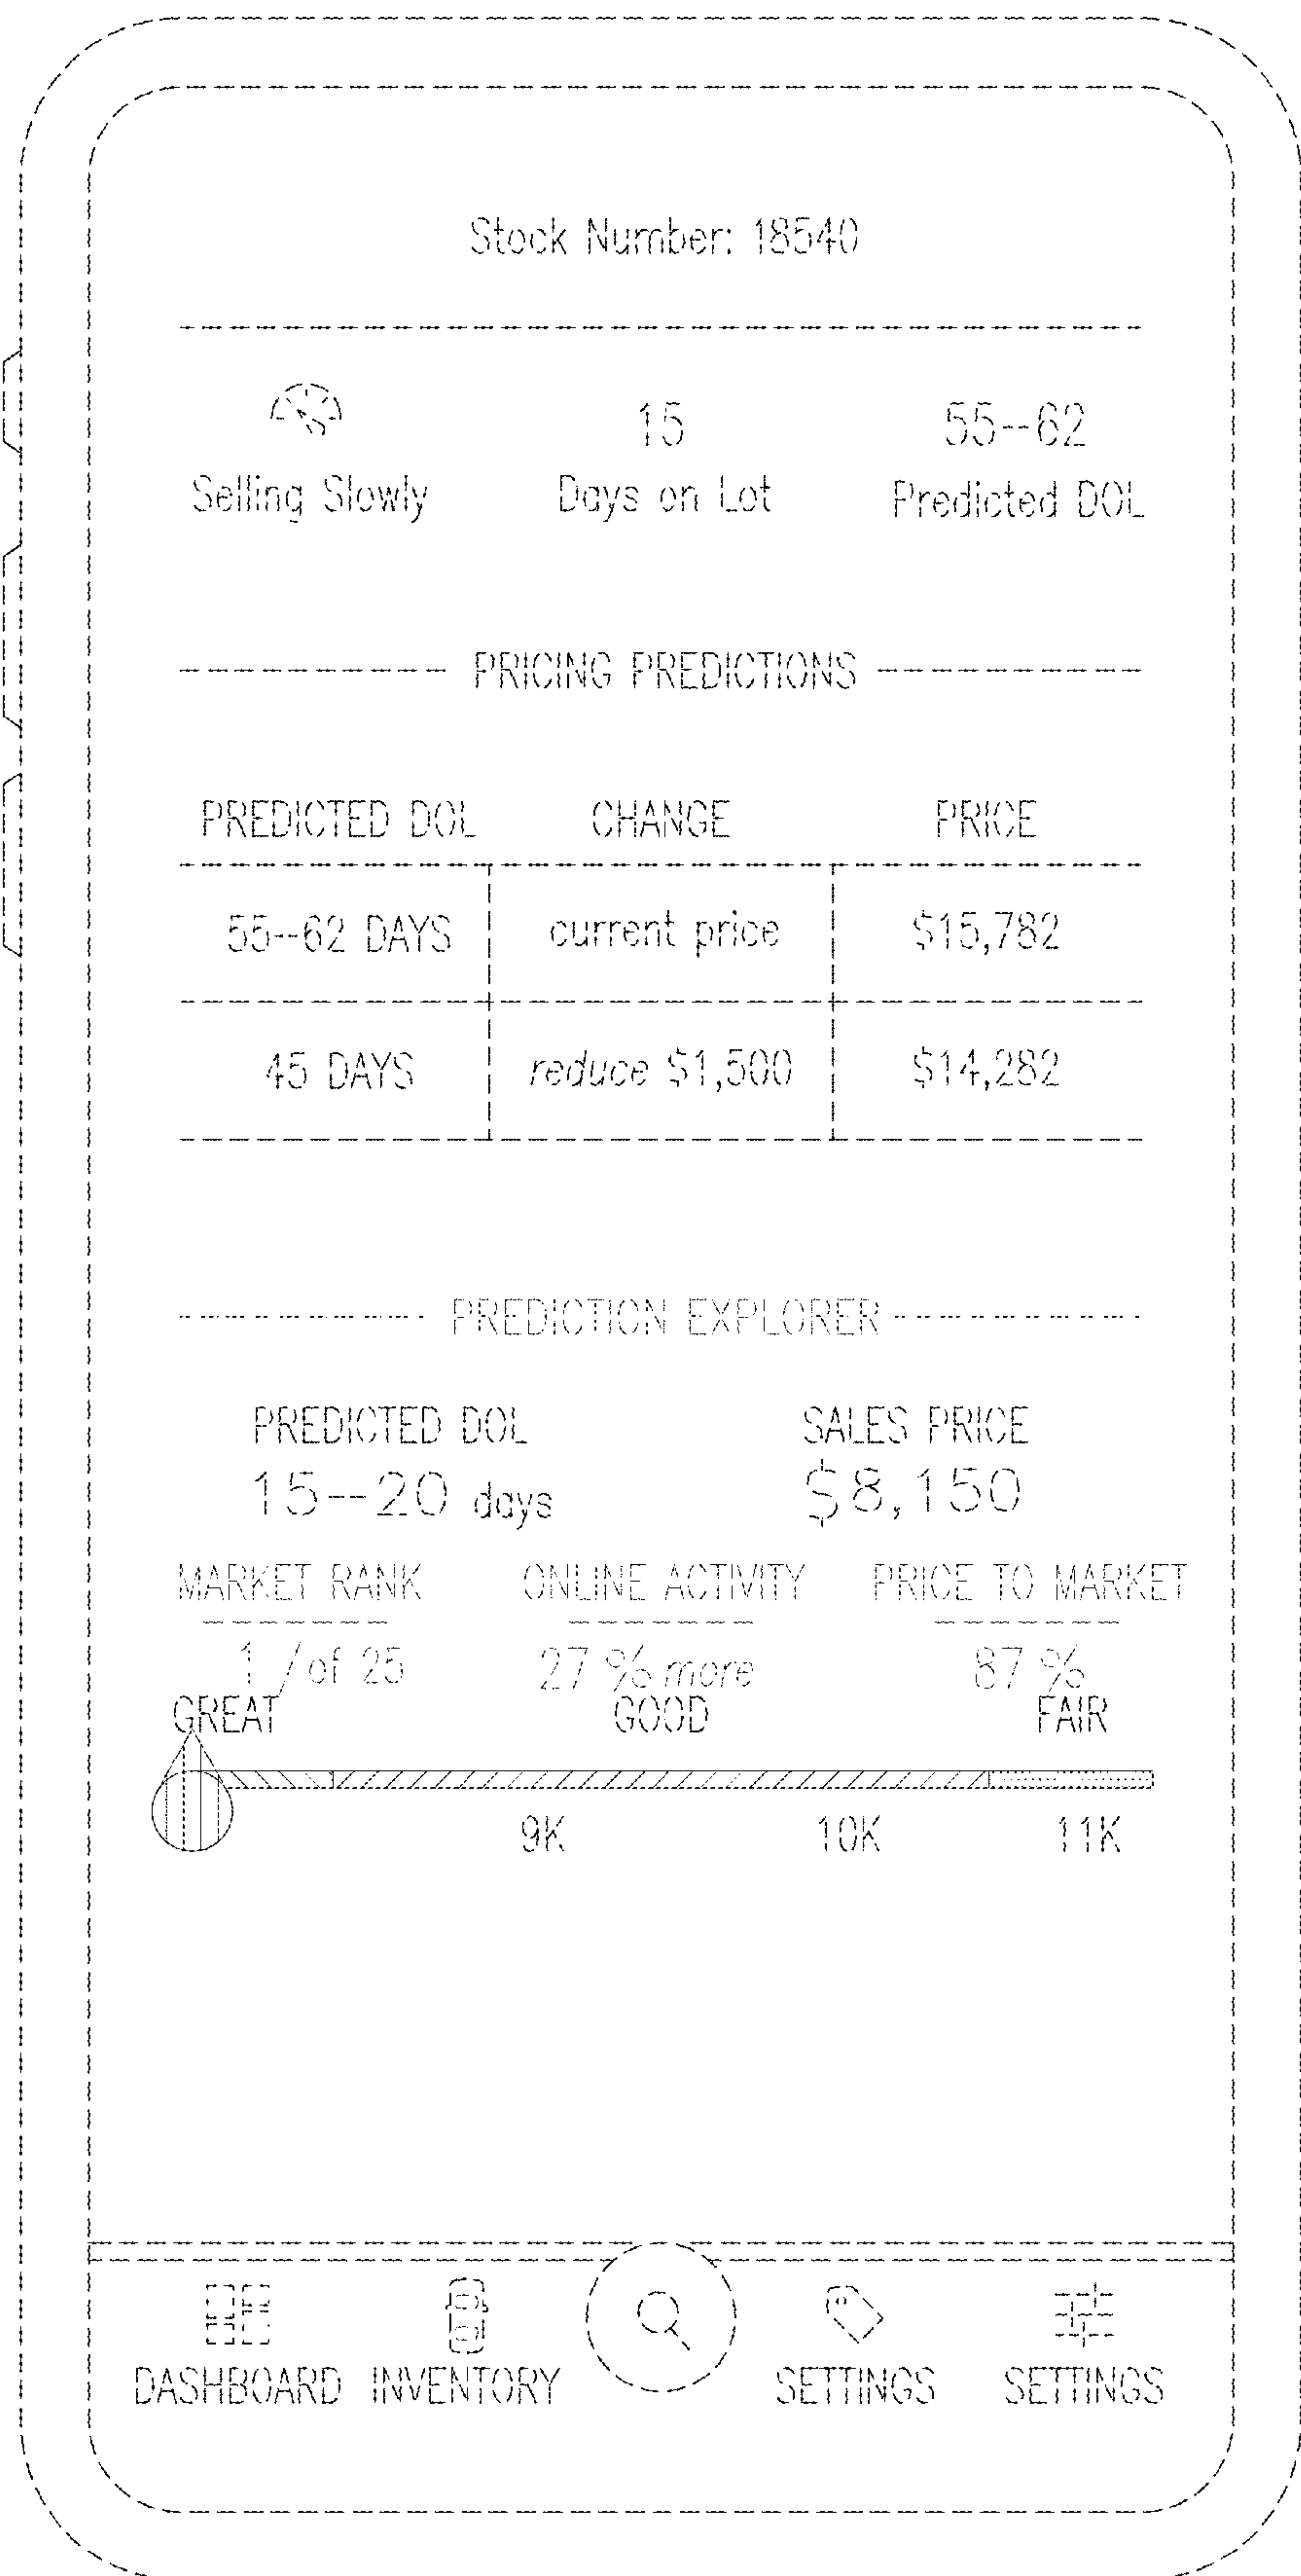 Stock Number: 18540
15 55--62
Selling Slowly Days on Lot Predicted DOL
PRICING PREDICTIONS
PREDICTED DOL CHANGE PRICE
55--62 DAYS current price $15,782
45 DAYS reduce $1,500 $14,282
PREDICTION EXPLORER
PREDICTED DOL SALES PRICE
15--20 days $8,150
MARKET RANK ONLINE ACTIVITY PRICE TO MARKET
1 / of 25 27 % more 87 %
GREAT GOOD FAIR
9K 10K 11K
DASHBOARD INVENTORY SETTINGS SETTINGS